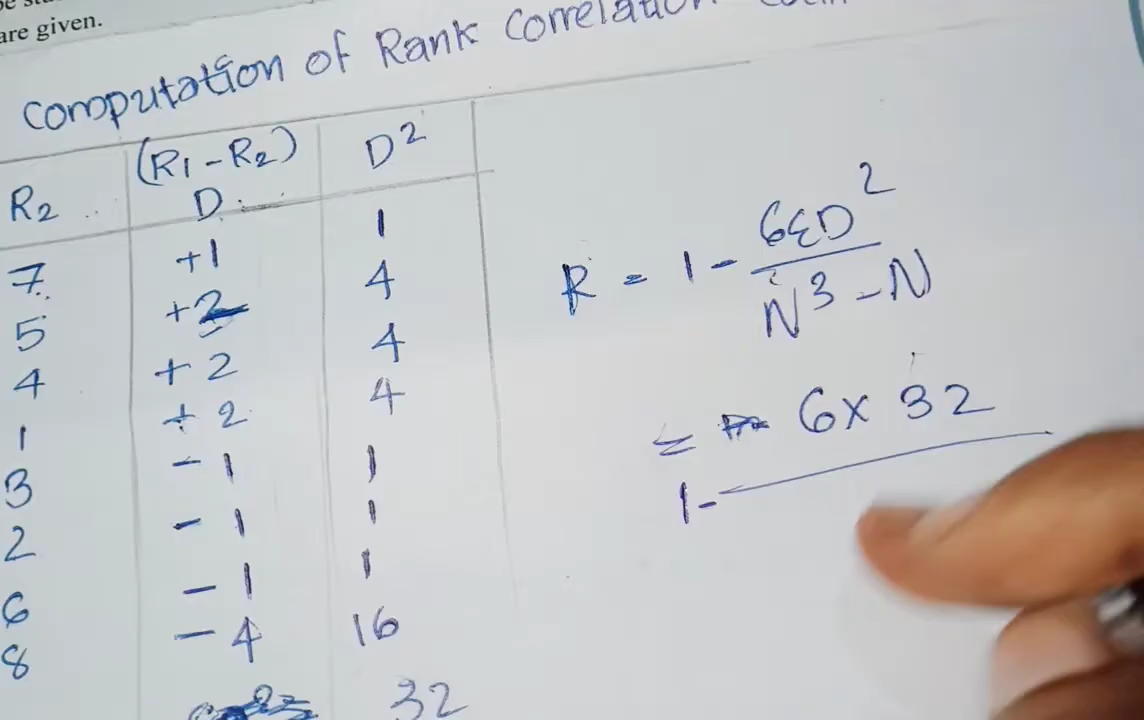 are given.
Computation of Rank Correlation
R2 (R1-R2) D D²
7 +1 1
5 +2 4
4 +2 4
1 +2 4
3 -1 1
2 -1 1
6 -1 1
8 -4 16
32
R = 1 - 6ΣD² / N³ - N
= 1 - 6 x 32